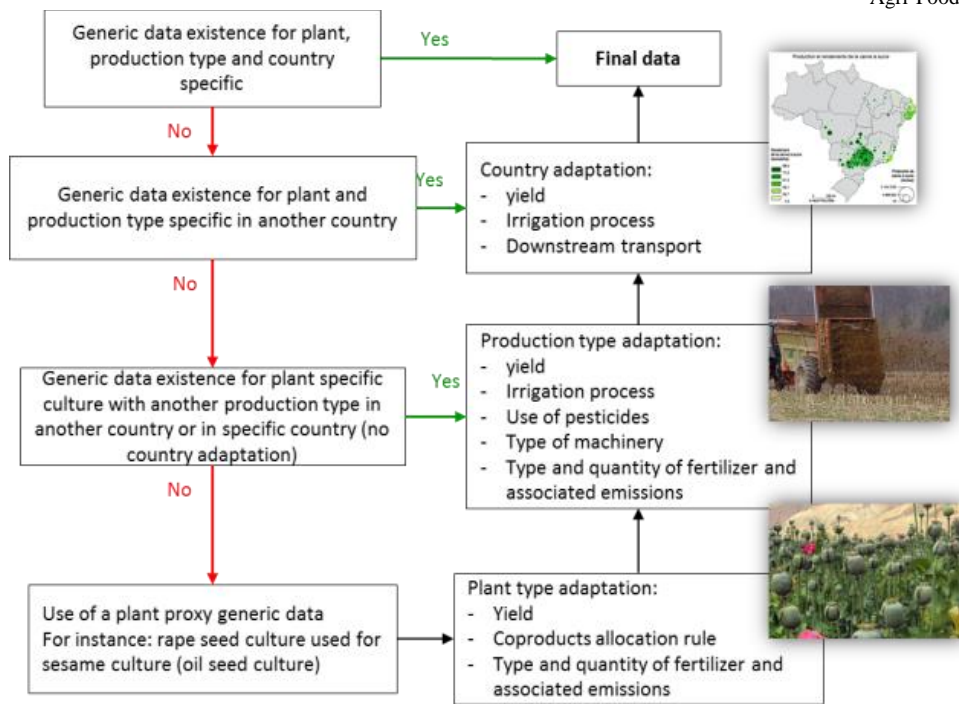 Agri-Food
Generic data existence for plant,
production type and country
specific
Yes
Final data
No
Generic data existence for plant and
production type specific in another
country
Yes
Country adaptation:
- yield
- Irrigation process
- Downstream transport
No
Generic data existence for plant specific
culture with another production type in
another country or in specific country (no
country adaptation)
Yes
Production type adaptation:
- yield
- Irrigation process
- Use of pesticides
- Type of machinery
- Type and quantity of fertilizer and
associated emissions
No
Use of a plant proxy generic data
For instance: rape seed culture used for
sesame culture (oil seed culture)
Plant type adaptation:
- Yield
- Coproducts allocation rule
- Type and quantity of fertilizer and
associated emissions